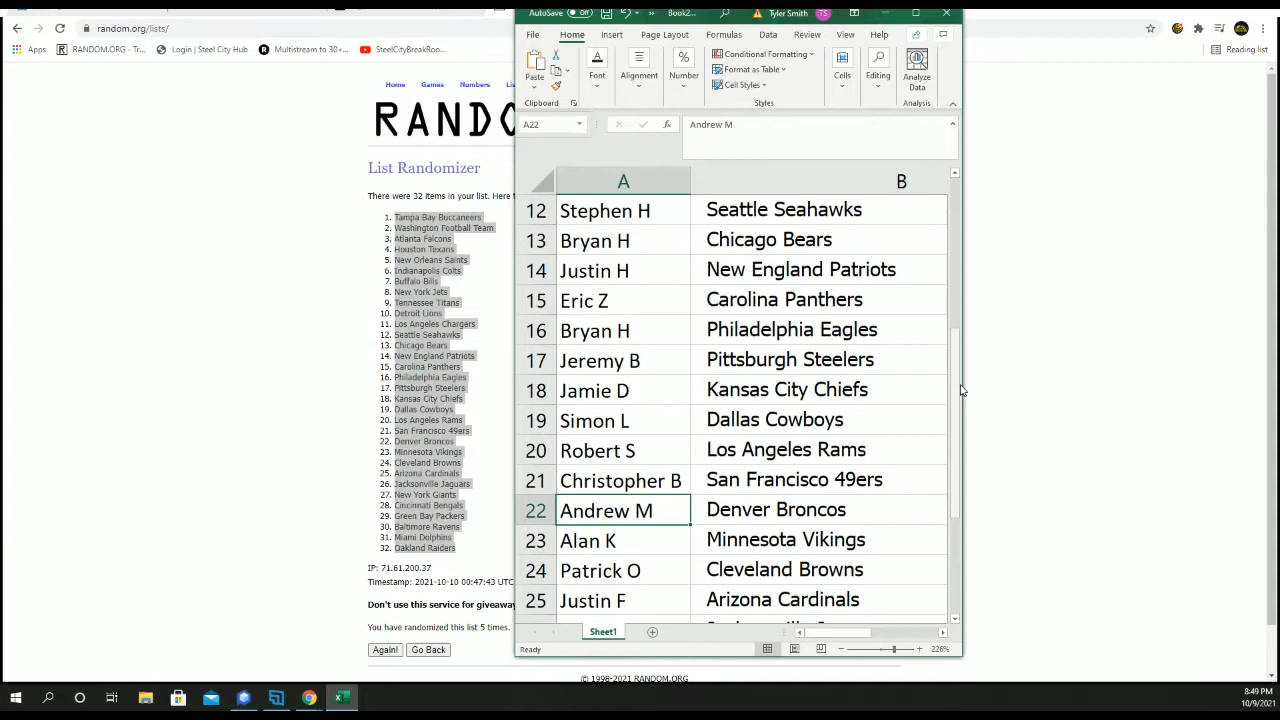 AutoSave Off Book2... Tyler Smith TS
random.org/lists/
Apps RANDOM.ORG - Tr... Login | Steel City Hub Multistream to 30+... SteelCityBreakRoo... Reading list
File Home Insert Page Layout Formulas Data Review View Help
Paste Font Alignment Number Conditional Formatting Format as Table Cell Styles Cells Editing Analyze Data
Clipboard Styles Analysis
A22 fx Andrew M
Home Games Numbers
RANDO
List Randomizer
There were 32 items in your list. Here
1. Tampa Bay Buccaneers
2. Washington Football Team
3. Atlanta Falcons
4. Houston Texans
5. New Orleans Saints
6. Indianapolis Colts
7. Buffalo Bills
8. New York Jets
9. Tennessee Titans
10. Detroit Lions
11. Los Angeles Chargers
12. Seattle Seahawks
13. Chicago Bears
14. New England Patriots
15. Carolina Panthers
16. Philadelphia Eagles
17. Pittsburgh Steelers
18. Kansas City Chiefs
19. Dallas Cowboys
20. Los Angeles Rams
21. San Francisco 49ers
22. Denver Broncos
23. Minnesota Vikings
24. Cleveland Browns
25. Arizona Cardinals
26. Jacksonville Jaguars
27. New York Giants
28. Cincinnati Bengals
29. Green Bay Packers
30. Baltimore Ravens
31. Miami Dolphins
32. Oakland Raiders
IP: 71.61.200.37
Timestamp: 2021-10-10 00:47:43 UTC
Don't use this service for giveaway
You have randomized this list 5 times.
Again! Go Back
© 1998-2021 RANDOM.ORG
A B
12 Stephen H Seattle Seahawks
13 Bryan H Chicago Bears
14 Justin H New England Patriots
15 Eric Z Carolina Panthers
16 Bryan H Philadelphia Eagles
17 Jeremy B Pittsburgh Steelers
18 Jamie D Kansas City Chiefs
19 Simon L Dallas Cowboys
20 Robert S Los Angeles Rams
21 Christopher B San Francisco 49ers
22 Andrew M Denver Broncos
23 Alan K Minnesota Vikings
24 Patrick O Cleveland Browns
25 Justin F Arizona Cardinals
Sheet1
Ready 226%
8:49 PM
10/9/2021